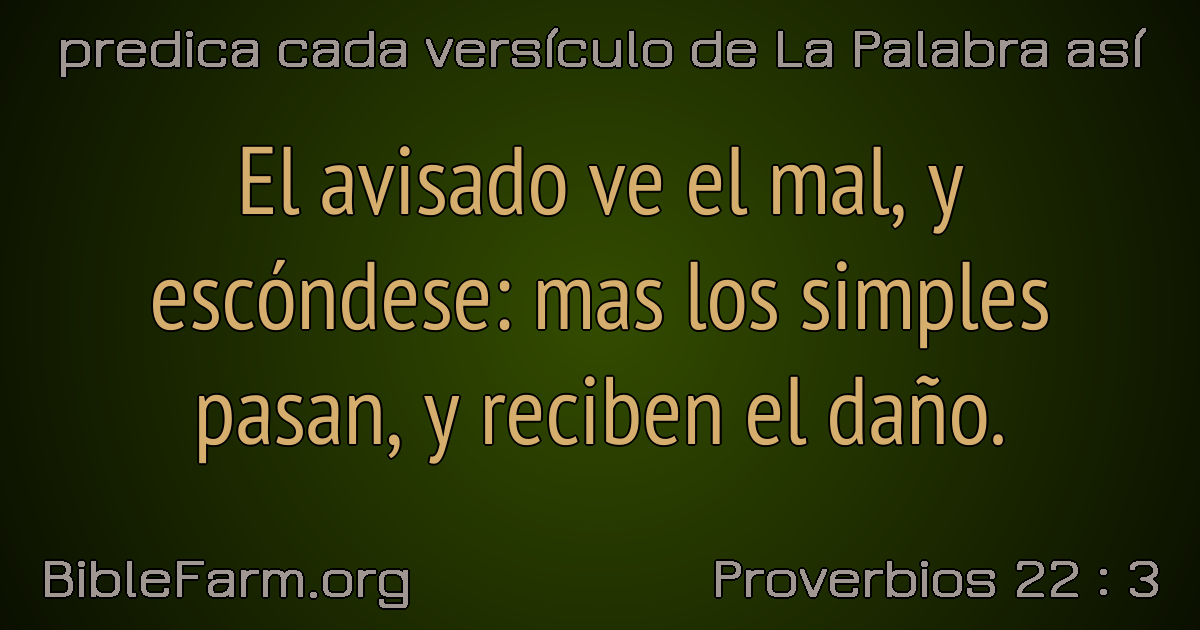 predica cada versículo de La Palabra así
El avisado ve el mal, y
escóndese: mas los simples
pasan, y reciben el daño.
BibleFarm.org
Proverbios 22 : 3